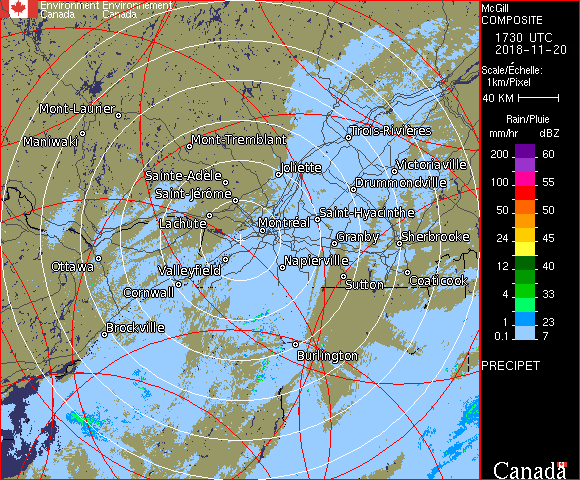 Environment Environnement
Canada Canada
Mont-Laurier
Maniwaki
Mont-Tremblant
Trois-Rivières
Sainte-Adèle
Joliette
Victoriaville
Saint-Jérôme
Drummondville
Lachute
Montréal
Saint-Hyacinthe
Granby
Sherbrooke
Ottawa
Valleyfield
Napierville
Cornwall
Sutton
Coaticook
Brockville
Burlington
McGill
COMPOSITE
1730 UTC
2018-11-20
Scale/Échelle:
1km/Pixel
40 KM
Rain/Pluie
mm/hr dBZ
200 60
100 55
50 50
24 45
12 40
4 33
1 23
0.1 7
PRECIPET
Canada